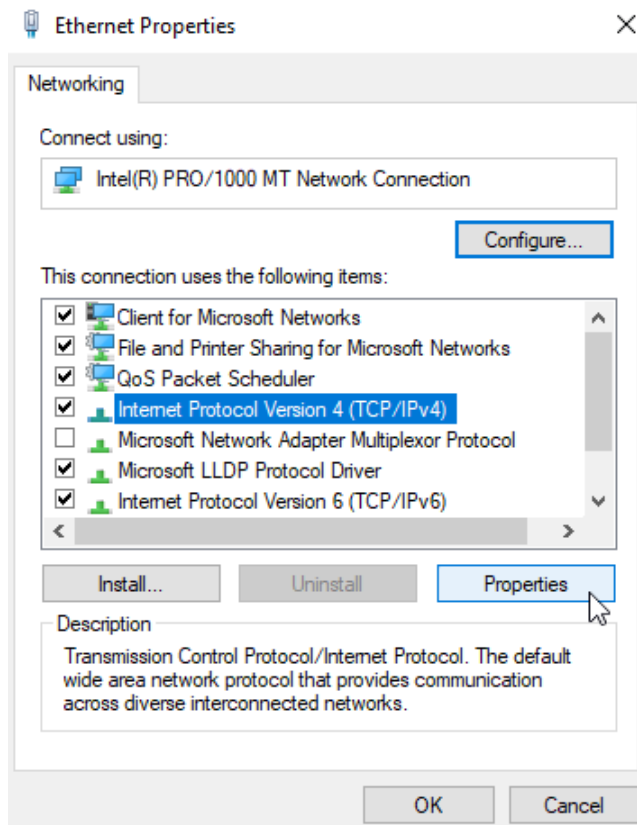 Ethernet Properties
Networking
Connect using:
Intel(R) PRO/1000 MT Network Connection
Configure...
This connection uses the following items:
Client for Microsoft Networks
File and Printer Sharing for Microsoft Networks
QoS Packet Scheduler
Internet Protocol Version 4 (TCP/IPv4)
Microsoft Network Adapter Multiplexor Protocol
Microsoft LLDP Protocol Driver
Internet Protocol Version 6 (TCP/IPv6)
Install... Uninstall Properties
Description
Transmission Control Protocol/Internet Protocol. The default
wide area network protocol that provides communication
across diverse interconnected networks.
OK Cancel